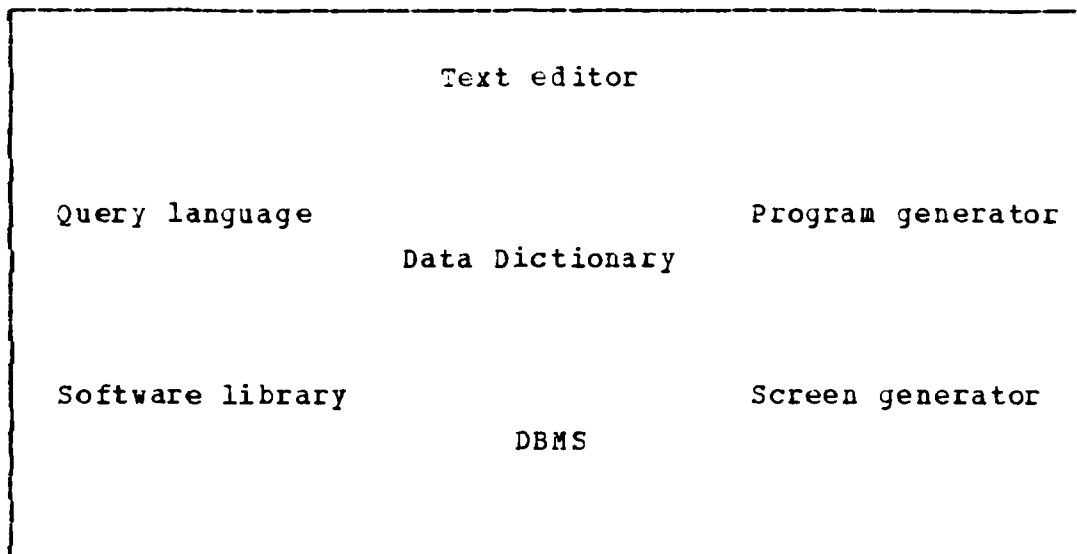 Text editor
Query language Program generator
Data Dictionary
Software library Screen generator
DBMS